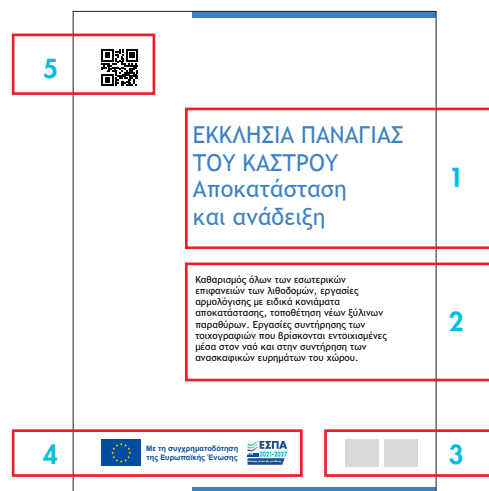 5
ΕΚΚΛΗΣΙΑ ΠΑΝΑΓΙΑΣ
ΤΟΥ ΚΑΣΤΡΟΥ
Αποκατάσταση
και ανάδειξη
1
Καθαρισμός όλων των εσωτερικών
επιφανειών των λιθοδομών, εργασίες
αρμολόγισης με ειδικά κονιάματα
αποκατάστασης, τοποθέτηση νέων ξύλινων
παραθύρων. Εργασίες συντήρησης των
τοιχογραφιών που βρίσκονται εντοιχισμένες
μέσα στον ναό και στην συντήρηση των
ανασκαφικών ευρημάτων του χώρου.
2
4
Με τη συγχρηματοδότηση
της Ευρωπαϊκής Ένωσης
ΕΣΠΑ
2021-2027
3